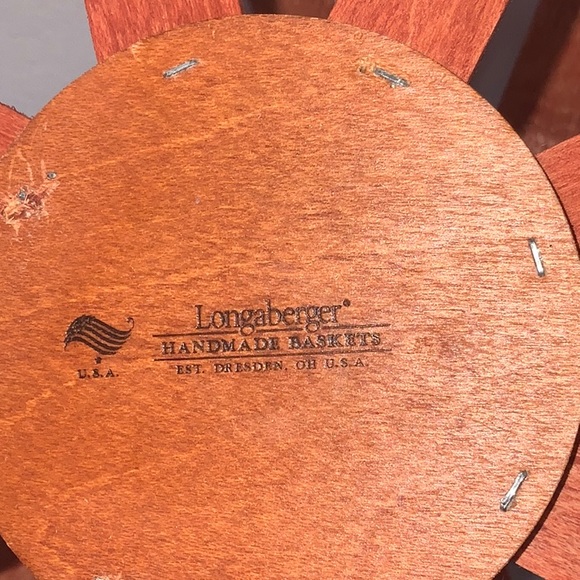 Longaberger®
HANDMADE BASKETS
EST. DRESDEN, OH U.S.A.
U.S.A.